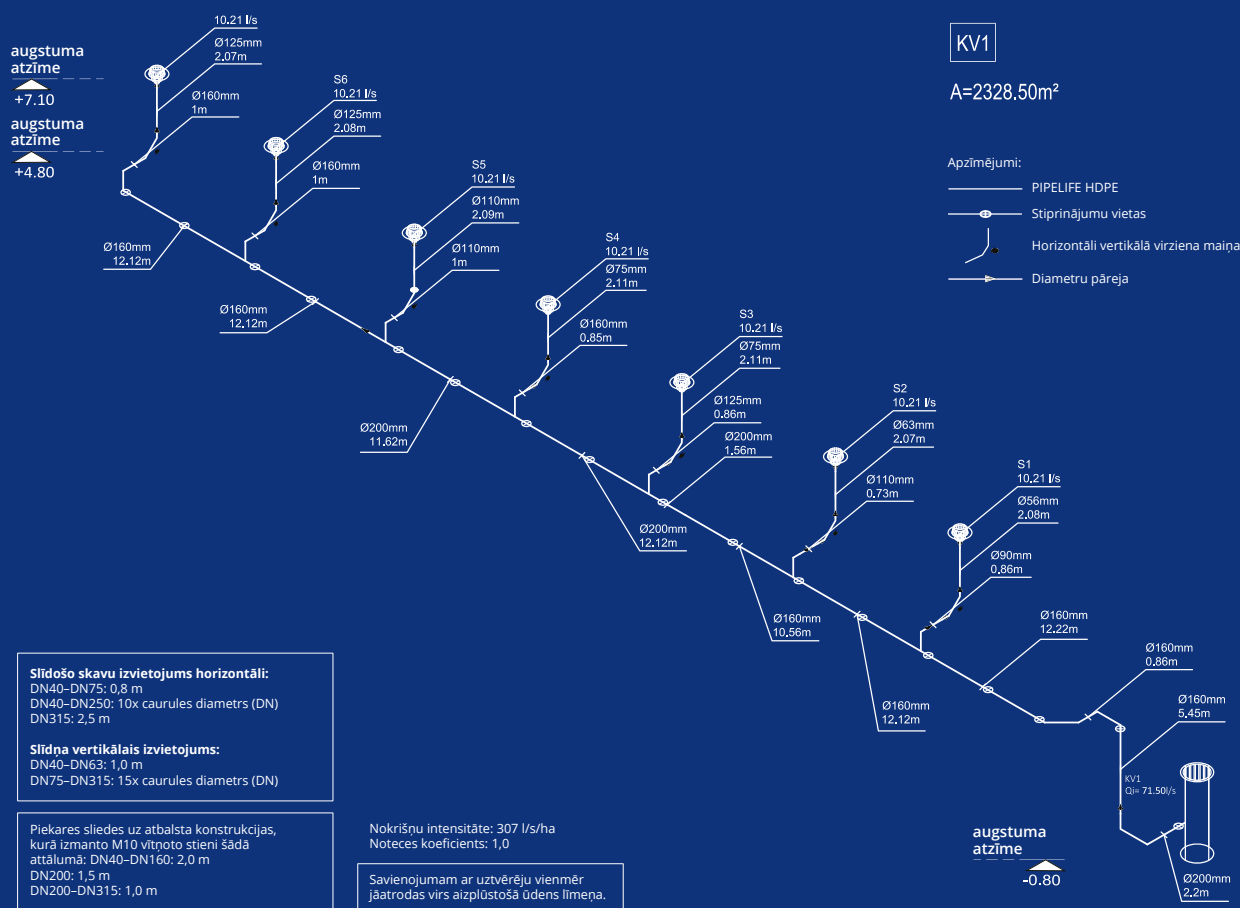 10.21 l/s
Ø125mm
2.07m
augstuma
atzīme
+7.10
Ø160mm
1m
augstuma
atzīme
+4.80
S6
10.21 l/s
Ø125mm
2.08m
Ø160mm
1m
S5
10.21 l/s
Ø110mm
2.09m
Ø110mm
1m
S4
10.21 l/s
Ø75mm
2.11m
Ø160mm
0.85m
S3
10.21 l/s
Ø75mm
2.11m
Ø125mm
0.86m
Ø200mm
1.56m
S2
10.21 l/s
Ø63mm
2.07m
Ø110mm
0.73m
S1
10.21 l/s
Ø56mm
2.08m
Ø90mm
0.86m
Ø160mm
12.12m
Ø160mm
12.12m
Ø200mm
11.62m
Ø200mm
12.12m
Ø160mm
10.56m
Ø160mm
12.12m
Ø160mm
12.22m
Ø160mm
0.86m
Ø160mm
5.45m
KV1
Qi= 71.50l/s
Ø200mm
2.2m
augstuma
atzīme
-0.80
KV1
A=2328.50m²
Apzīmējumi:
PIPELIFE HDPE
Stiprinājumu vietas
Horizontāli vertikālā virziena maiņa
Diametru pāreja
Slīdošo skavu izvietojums horizontāli:
DN40–DN75: 0,8 m
DN40–DN250: 10x caurules diametrs (DN)
DN315: 2,5 m
Slīdņa vertikālais izvietojums:
DN40–DN63: 1,0 m
DN75–DN315: 15x caurules diametrs (DN)
Piekares sliedes uz atbalsta konstrukcijas,
kurā izmanto M10 vītņoto stieni šādā
attālumā: DN40–DN160: 2,0 m
DN200: 1,5 m
DN200–DN315: 1,0 m
Nokrišņu intensitāte: 307 l/s/ha
Noteces koeficients: 1,0
Savienojumam ar uztvērēju vienmēr
jāatrodas virs aizplūstošā ūdens līmeņa.